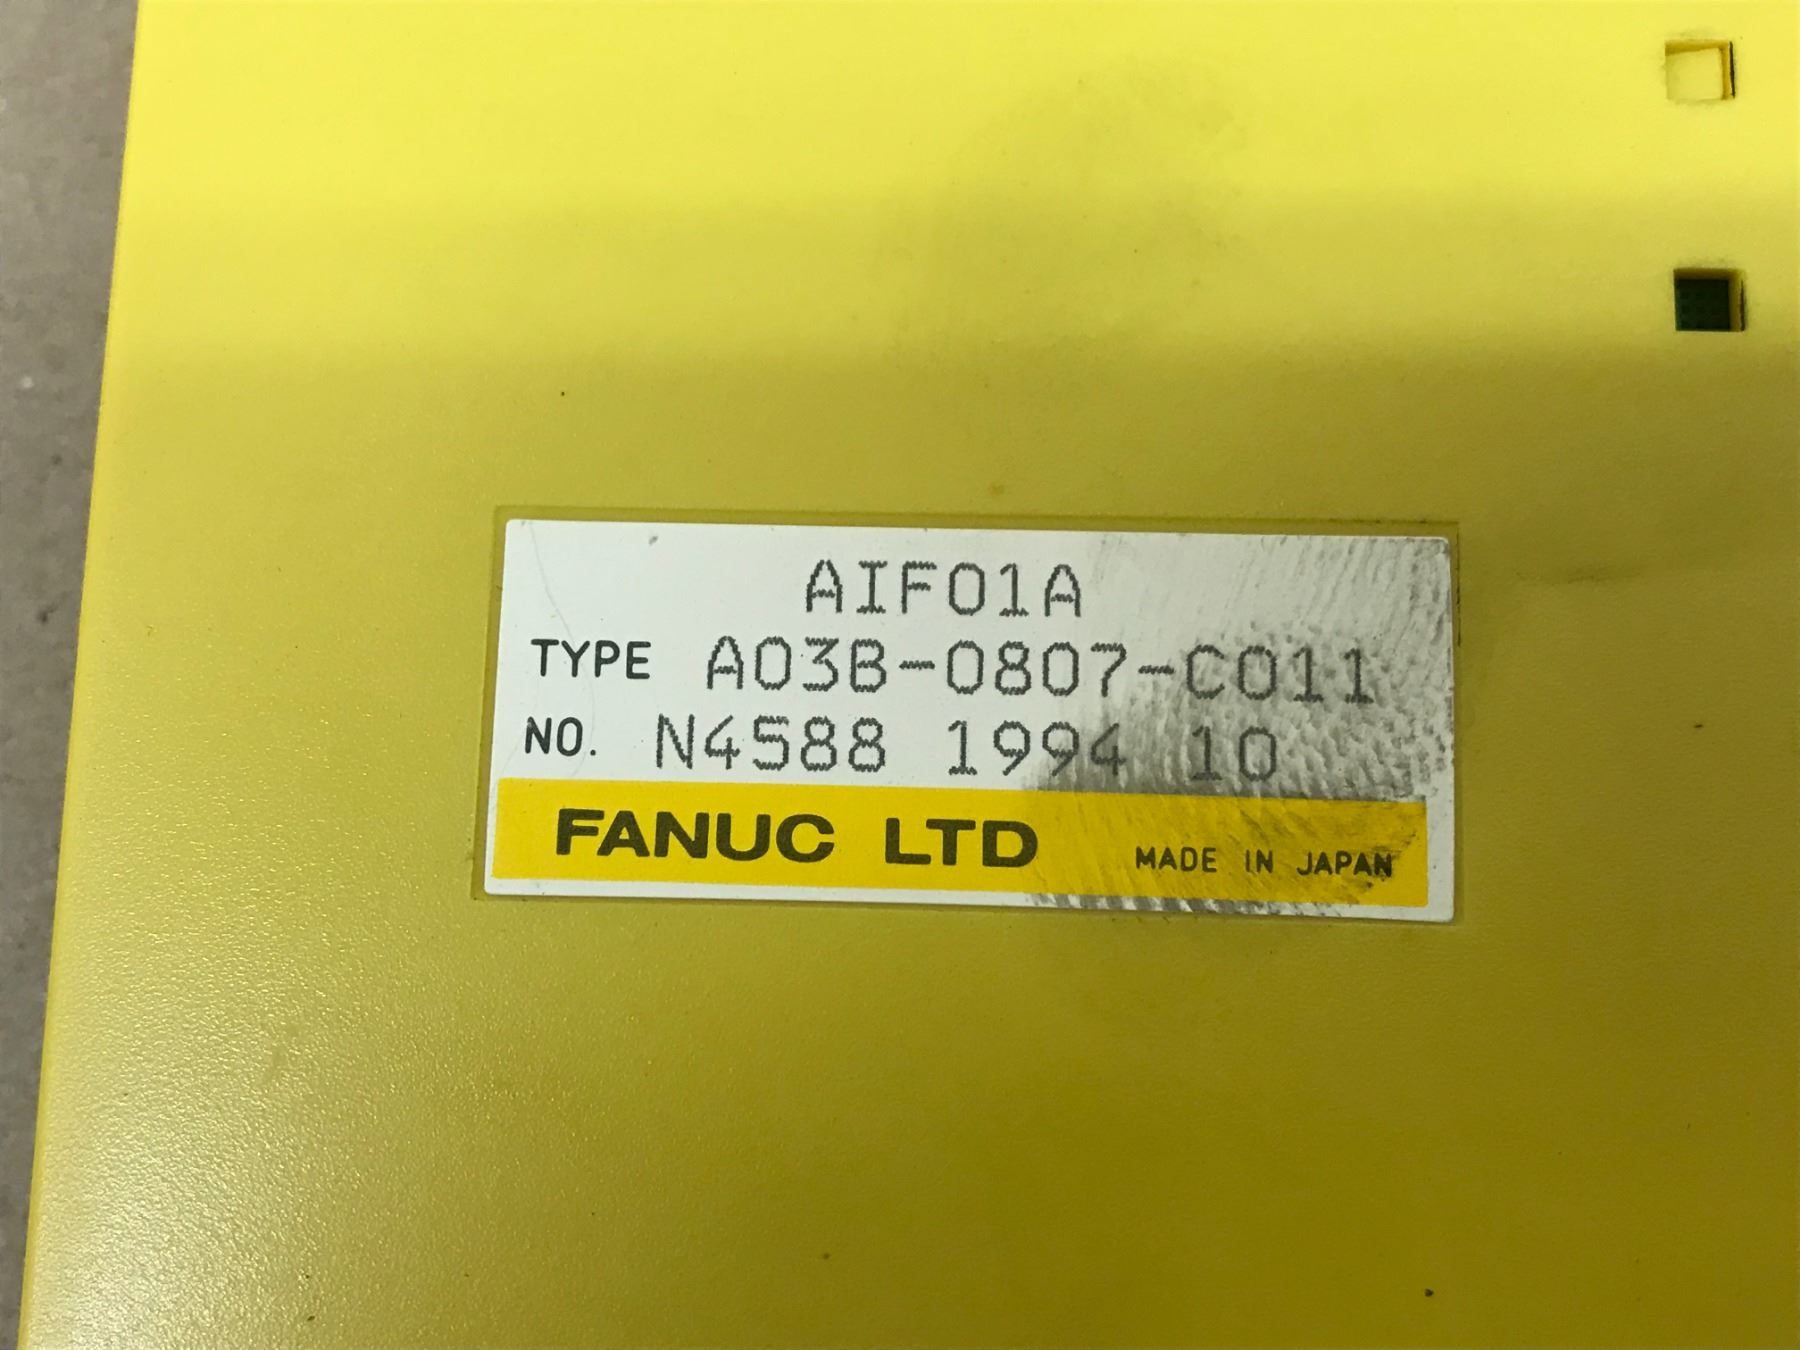 AIF01A
TYPE A03B-0807-C011
NO. N4588 1994 10
FANUC LTD MADE IN JAPAN